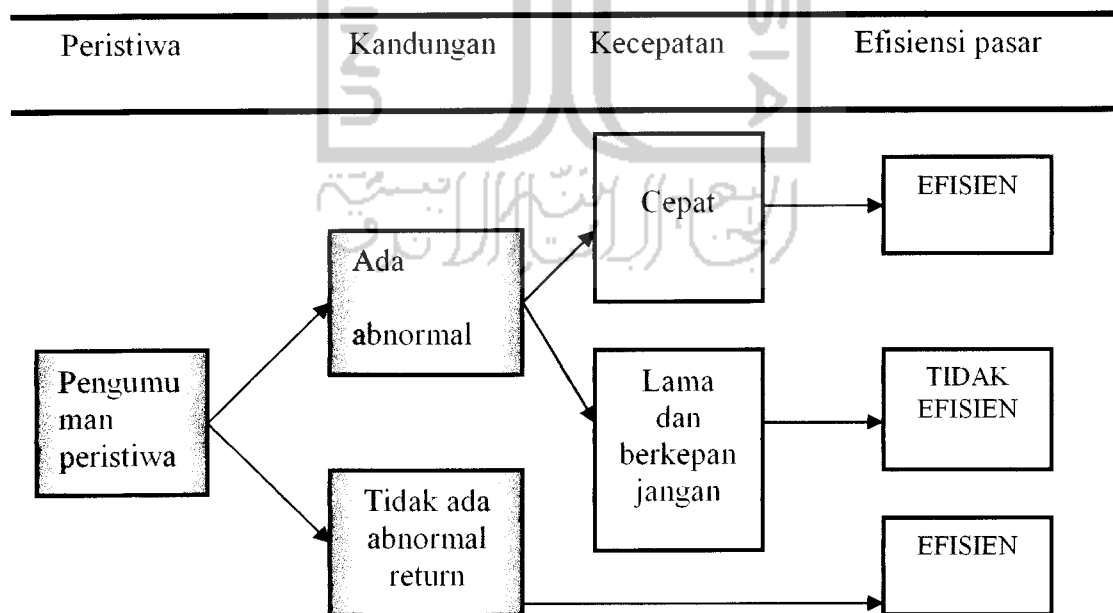 Peristiwa Kandungan Kecepatan Efisiensi pasar
Cepat
EFISIEN
Ada
abnormal
Pengumu
man
peristiwa
Lama
dan
berkepan
jangan
TIDAK
EFISIEN
Tidak ada
abnormal
return
EFISIEN